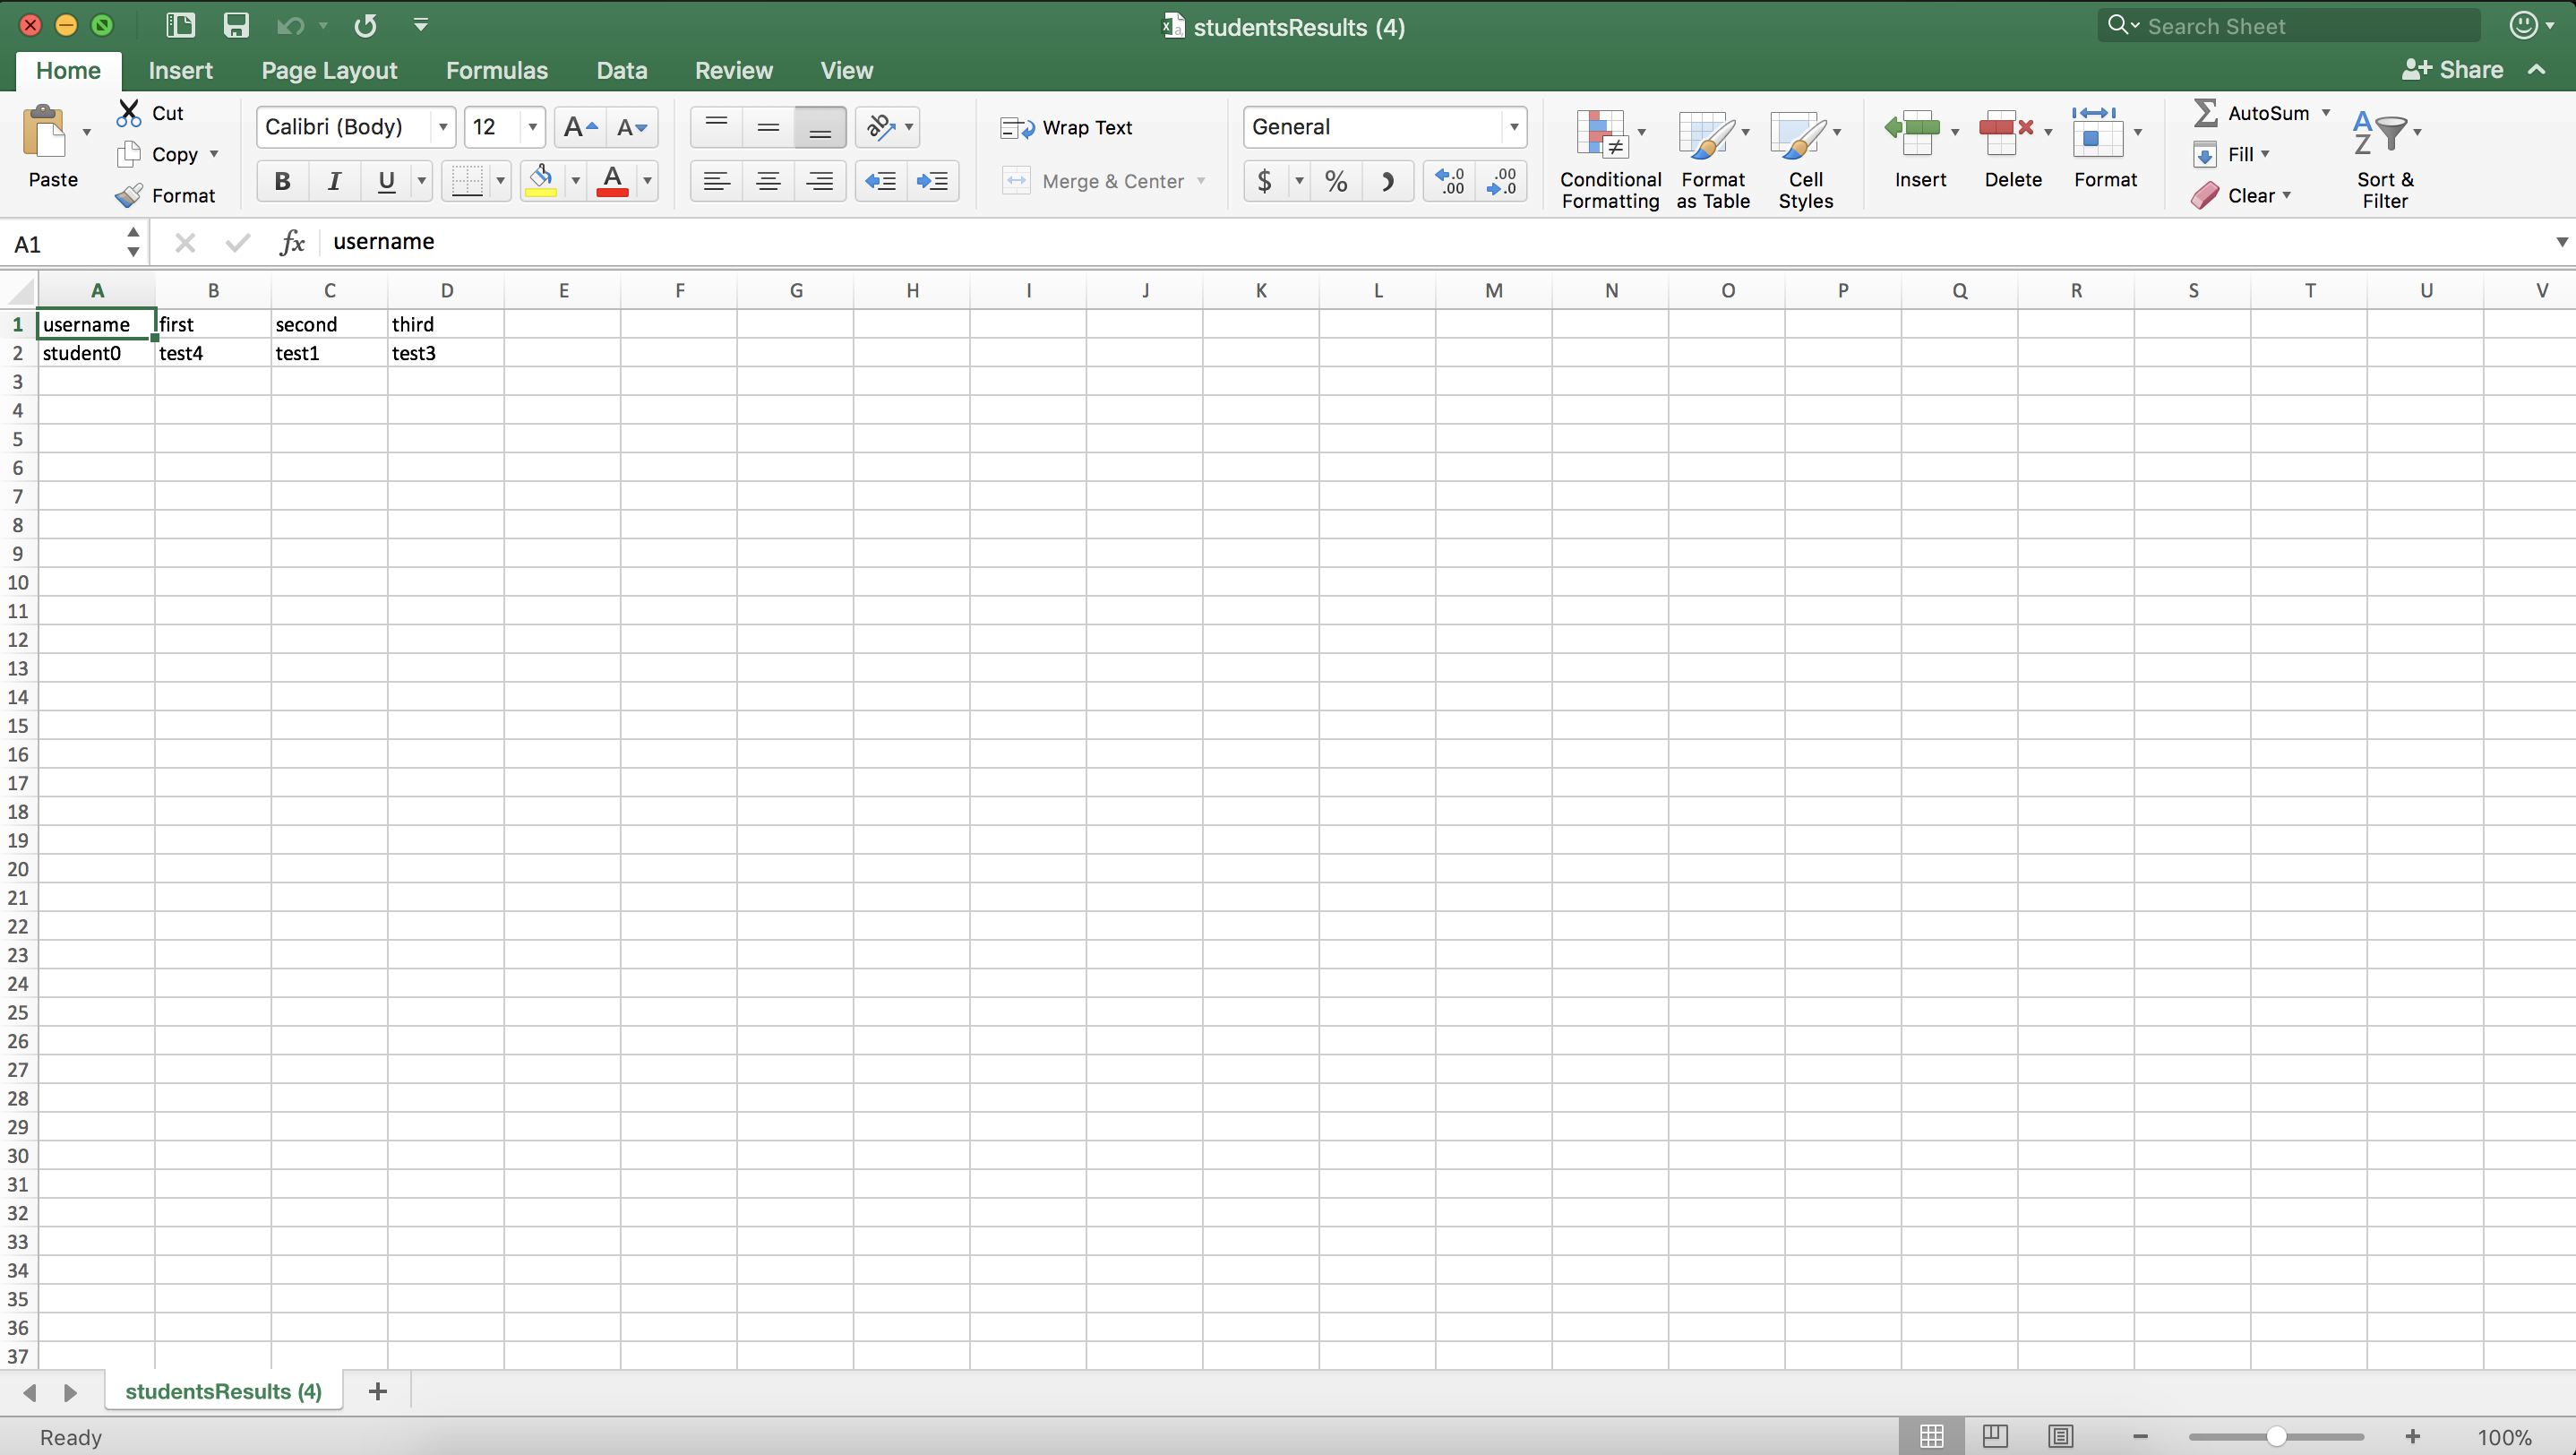 studentsResults (4)
Search Sheet
Home Insert Page Layout Formulas Data Review View
Share
Paste
Cut
Copy
Format
Calibri (Body) 12 A A
B I U A
ab
Wrap Text
Merge & Center
General
$ % .0 .00 .00 .0
Conditional Formatting
Format as Table
Cell Styles
Insert
Delete
Format
AutoSum
Fill
Clear
A Z
Sort & Filter
A1 fx username
A B C D E F G H I J K L M N O P Q R S T U V
1 username first second third
2 student0 test4 test1 test3
3
4
5
6
7
8
9
10
11
12
13
14
15
16
17
18
19
20
21
22
23
24
25
26
27
28
29
30
31
32
33
34
35
36
37
studentsResults (4) +
Ready
100%